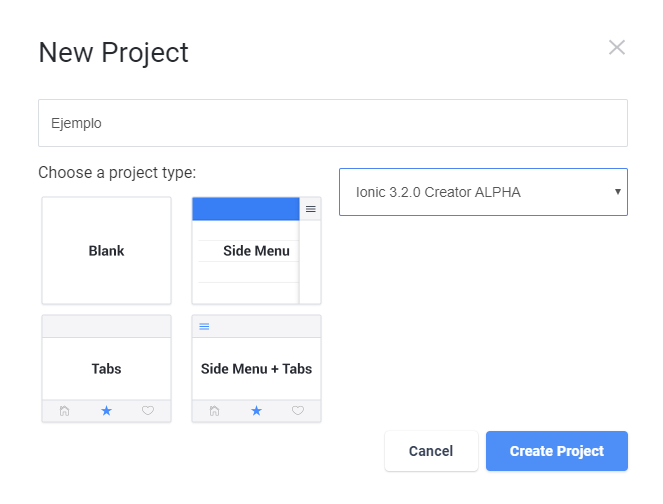 New Project
Ejemplo
Choose a project type:
Ionic 3.2.0 Creator ALPHA
Blank
Side Menu
Tabs
Side Menu + Tabs
Cancel
Create Project